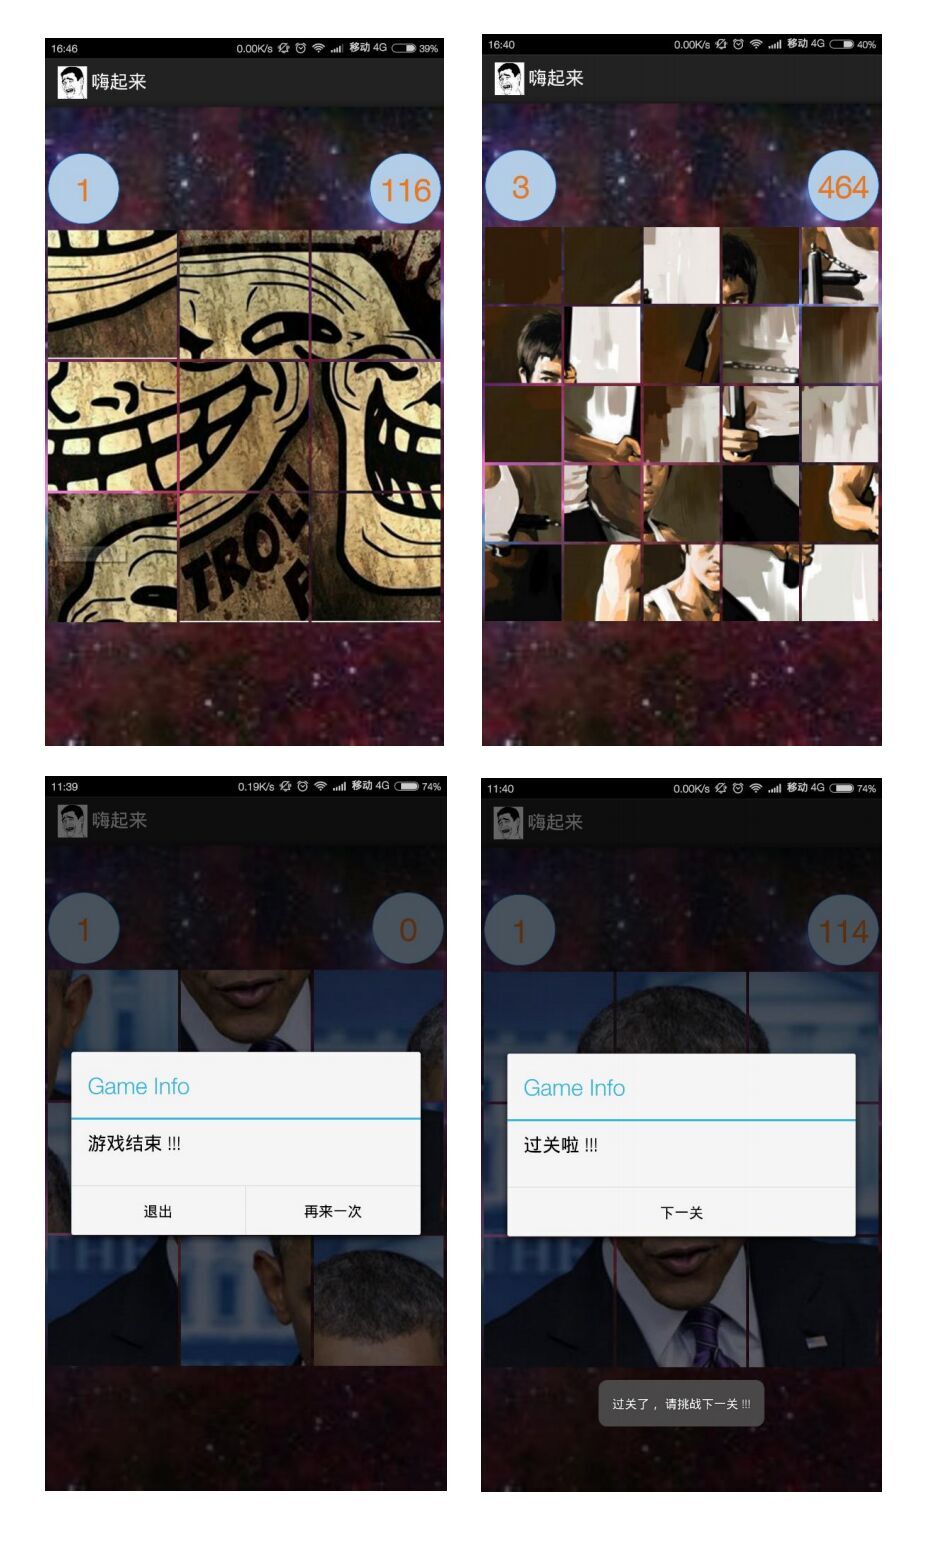 16:46 0.00K/s 移动 4G 39%
嗨起来
1 116
TROLL
F
16:40 0.00K/s 移动 4G 40%
嗨起来
3 464
11:39 0.19K/s 移动 4G 74%
嗨起来
1 0
Game Info
游戏结束 !!!
退出 再来一次
11:40 0.00K/s 移动 4G 74%
嗨起来
1 114
Game Info
过关啦 !!!
下一关
过关了，请挑战下一关 !!!